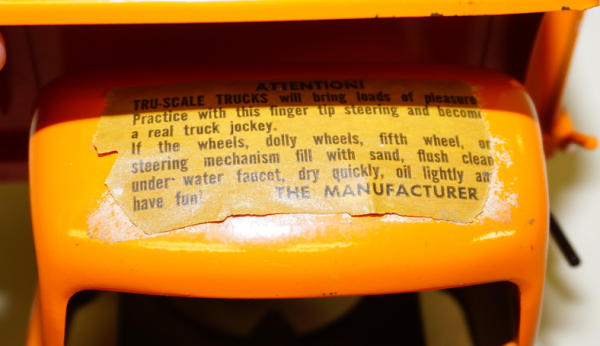 ATTENTION!
TRU-SCALE TRUCKS will bring loads of pleasure
Practice with this finger tip steering and become
a real truck jockey.
If the wheels, dolly wheels, fifth wheel, or
steering mechanism fill with sand, flush clean
under water faucet, dry quickly, oil lightly an
have fun!    THE MANUFACTURER